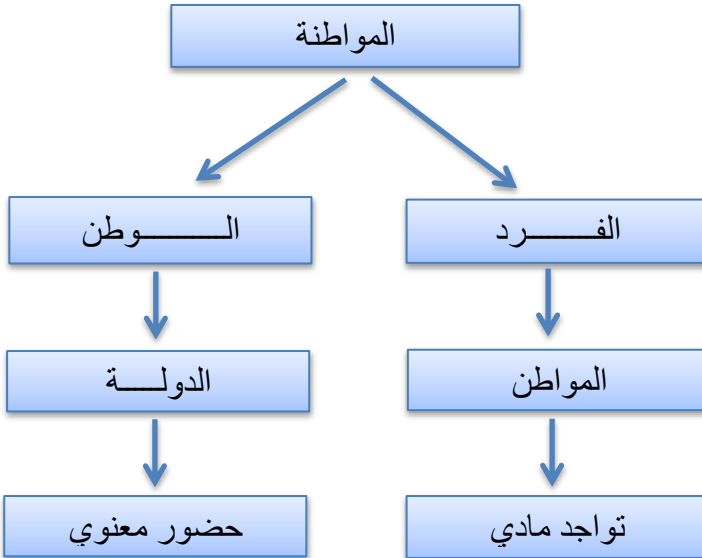 المواطنة
الفـــــرد
الـــــــوطن
المواطن
الدولـــــة
تواجد مادي
حضور معنوي